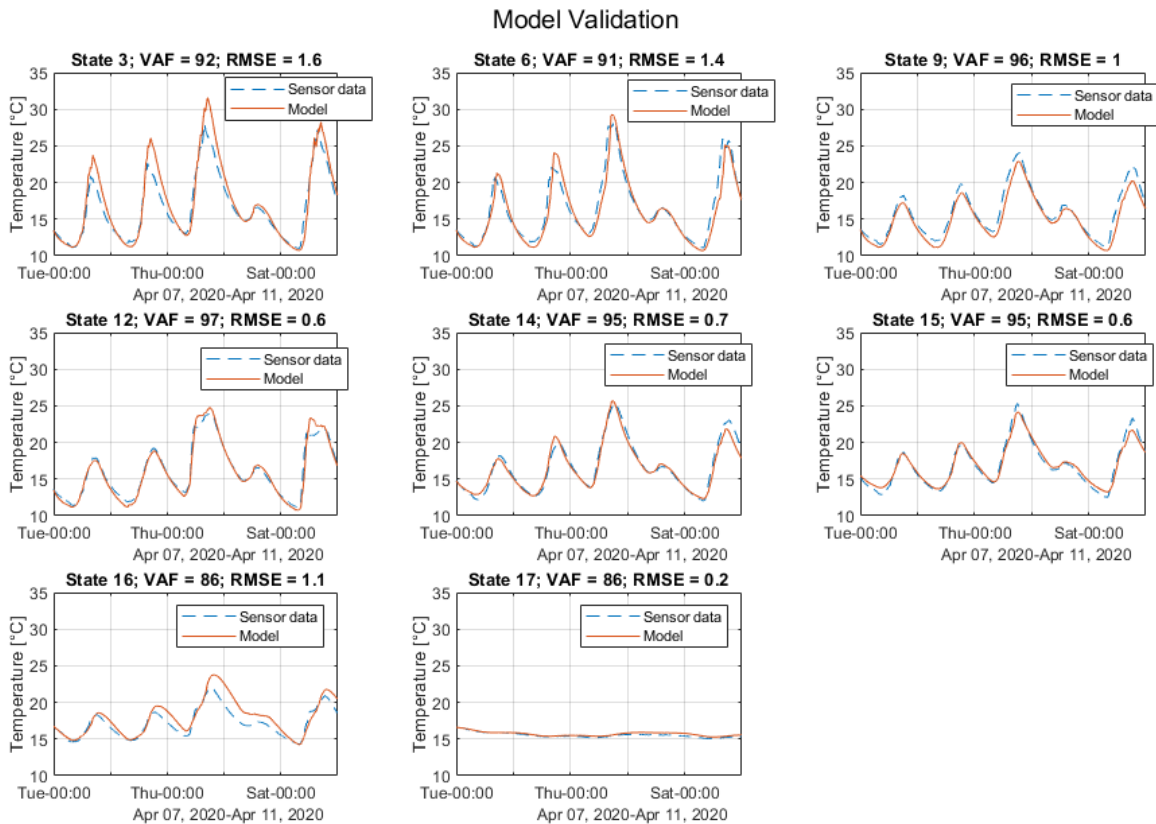 Model Validation
State 3; VAF = 92; RMSE = 1.6
35
30
25
20
15
10
Temperature [°C]
Sensor data
Model
Tue-00:00
Thu-00:00
Sat-00:00
Apr 07, 2020-Apr 11, 2020
State 6; VAF = 91; RMSE = 1.4
35
30
25
20
15
10
Temperature [°C]
Sensor data
Model
Tue-00:00
Thu-00:00
Sat-00:00
Apr 07, 2020-Apr 11, 2020
State 9; VAF = 96; RMSE = 1
35
30
25
20
15
10
Temperature [°C]
Sensor data
Model
Tue-00:00
Thu-00:00
Sat-00:00
Apr 07, 2020-Apr 11, 2020
State 12; VAF = 97; RMSE = 0.6
35
30
25
20
15
10
Temperature [°C]
Sensor data
Model
Tue-00:00
Thu-00:00
Sat-00:00
Apr 07, 2020-Apr 11, 2020
State 14; VAF = 95; RMSE = 0.7
35
30
25
20
15
10
Temperature [°C]
Sensor data
Model
Tue-00:00
Thu-00:00
Sat-00:00
Apr 07, 2020-Apr 11, 2020
State 15; VAF = 95; RMSE = 0.6
35
30
25
20
15
10
Temperature [°C]
Sensor data
Model
Tue-00:00
Thu-00:00
Sat-00:00
Apr 07, 2020-Apr 11, 2020
State 16; VAF = 86; RMSE = 1.1
35
30
25
20
15
10
Temperature [°C]
Sensor data
Model
Tue-00:00
Thu-00:00
Sat-00:00
Apr 07, 2020-Apr 11, 2020
State 17; VAF = 86; RMSE = 0.2
35
30
25
20
15
10
Temperature [°C]
Sensor data
Model
Tue-00:00
Thu-00:00
Sat-00:00
Apr 07, 2020-Apr 11, 2020